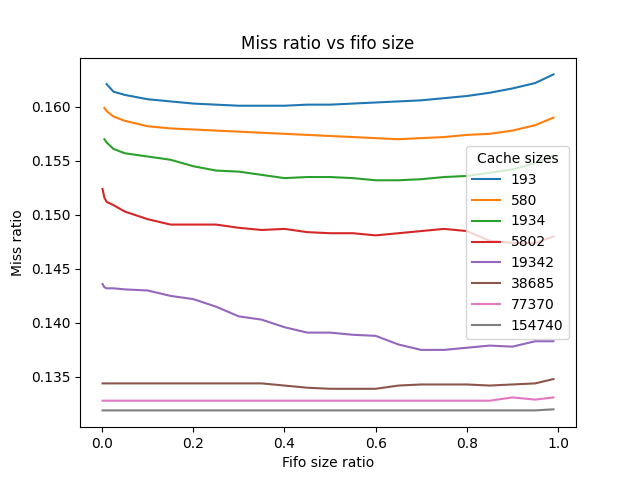 Miss ratio vs fifo size
Miss ratio
0.160
0.155
0.150
0.145
0.140
0.135
0.0 0.2 0.4 0.6 0.8 1.0
Fifo size ratio
Cache sizes
193
580
1934
5802
19342
38685
77370
154740